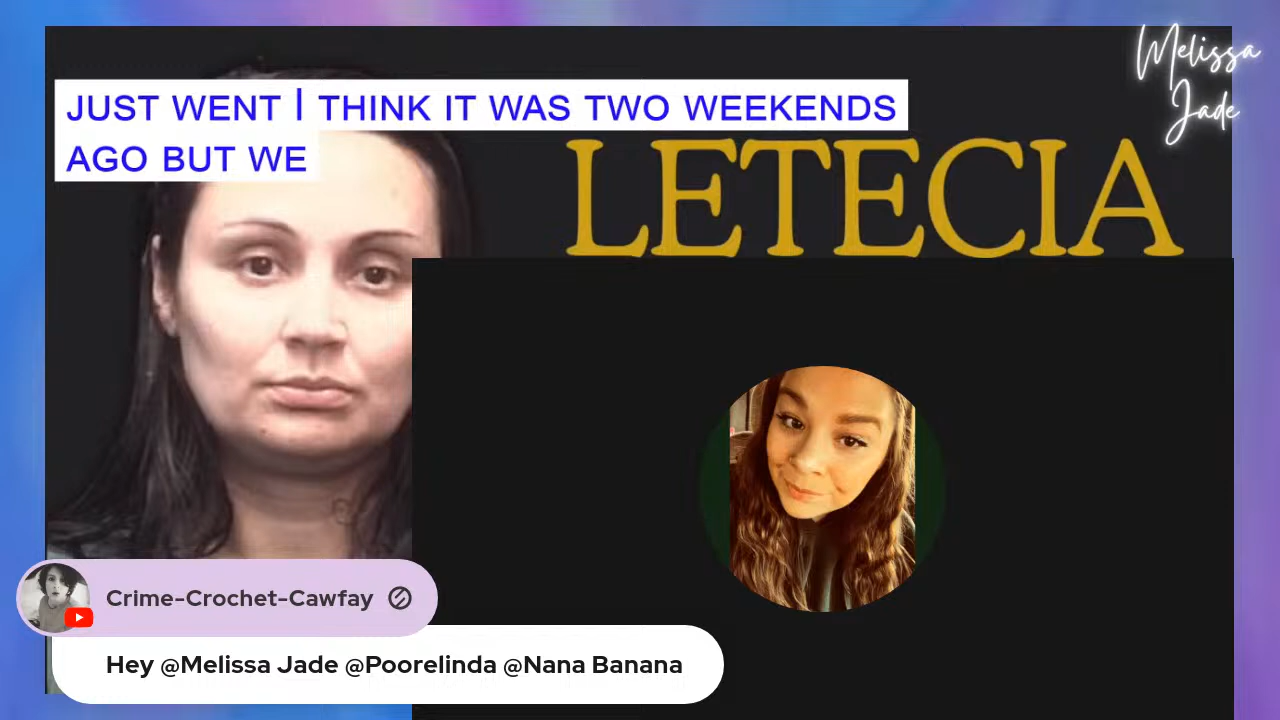 Melissa
Jade
JUST WENT I THINK IT WAS TWO WEEKENDS
AGO BUT WE
LETECIA
Crime-Crochet-Cawfay
Hey @Melissa Jade @Poorelinda @Nana Banana